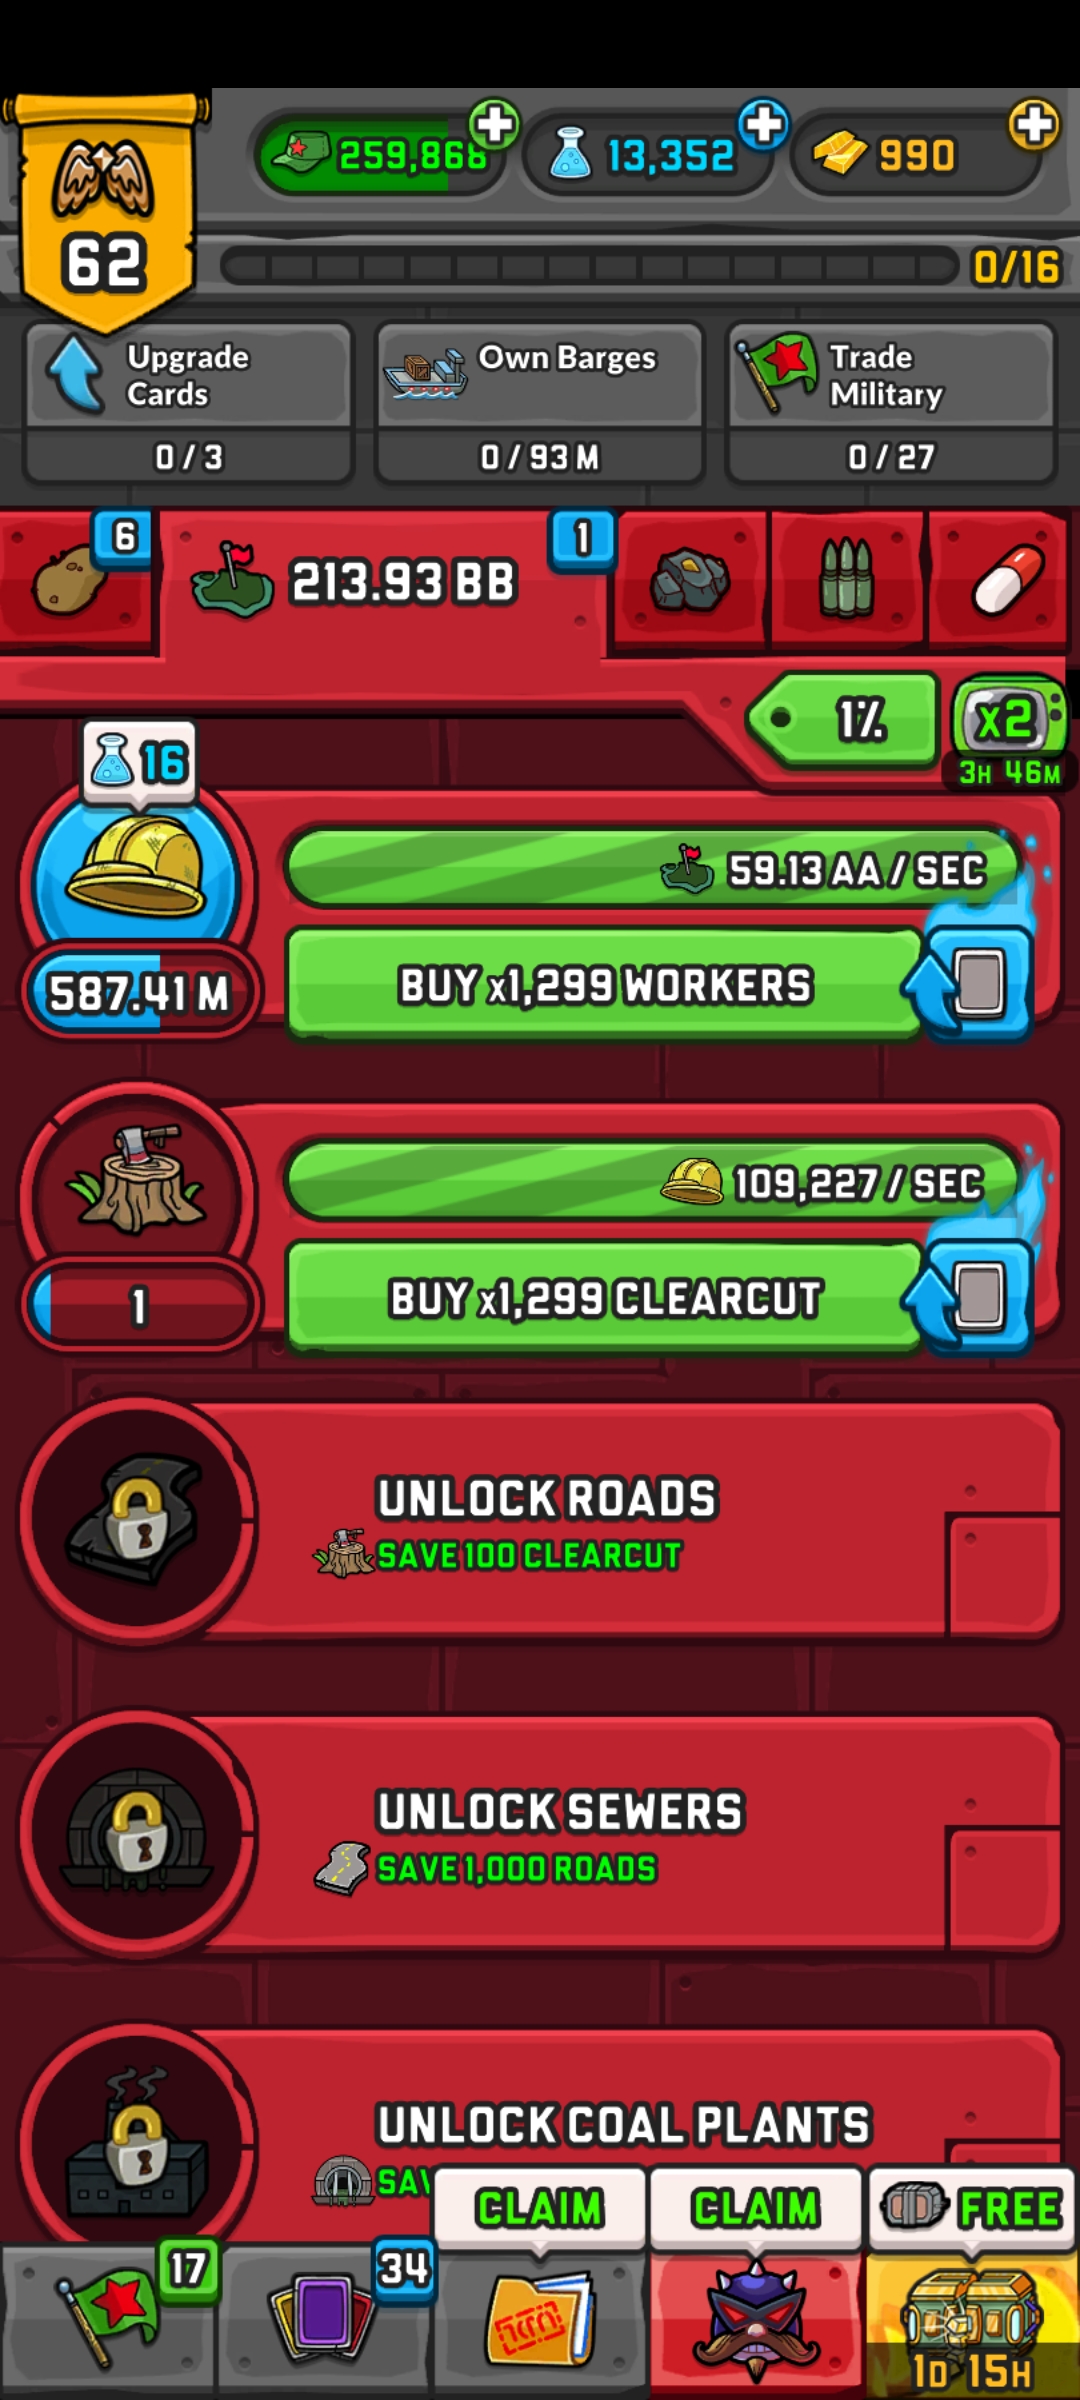 259,868
13,352
990
62
0/16
Upgrade
Cards
0 / 3
Own Barges
0 / 93 M
Trade
Military
0 / 27
6
213.93 BB
1
1%
x2
3H 46M
16
59.13 AA / SEC
587.41 M
BUY x1,299 WORKERS
109,227 / SEC
1
BUY x1,299 CLEARCUT
UNLOCK ROADS
SAVE 100 CLEARCUT
UNLOCK SEWERS
SAVE 1,000 ROADS
UNLOCK COAL PLANTS
CLAIM
CLAIM
FREE
17
34
1D 15H